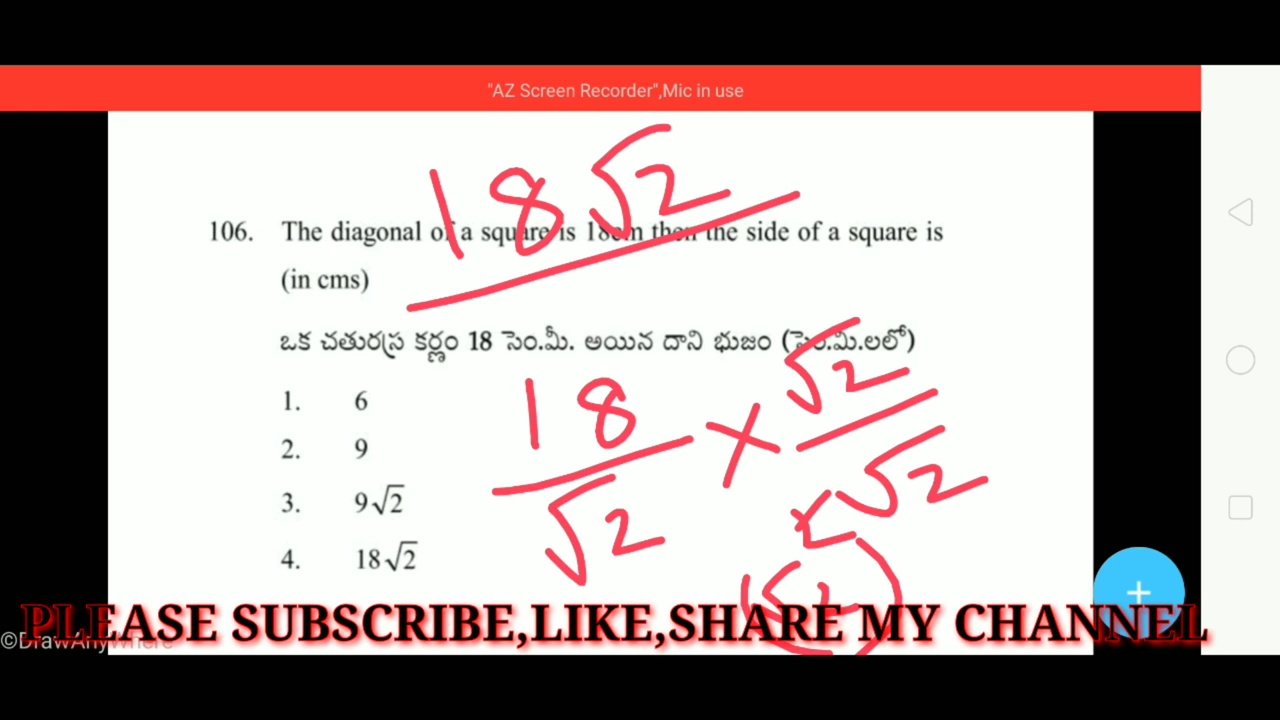 "AZ Screen Recorder",Mic in use
18√2
106. The diagonal of a square is 18cm then the side of a square is
(in cms)
ఒక చతురస్ర కర్ణం 18 సెం.మీ. అయిన దాని భుజం (సెం.మీ.లలో)
1. 6
2. 9
3. 9√2
4. 18√2
18/√2 × √2/√2
PLEASE SUBSCRIBE,LIKE,SHARE MY CHANNEL
©DrawAnywhere